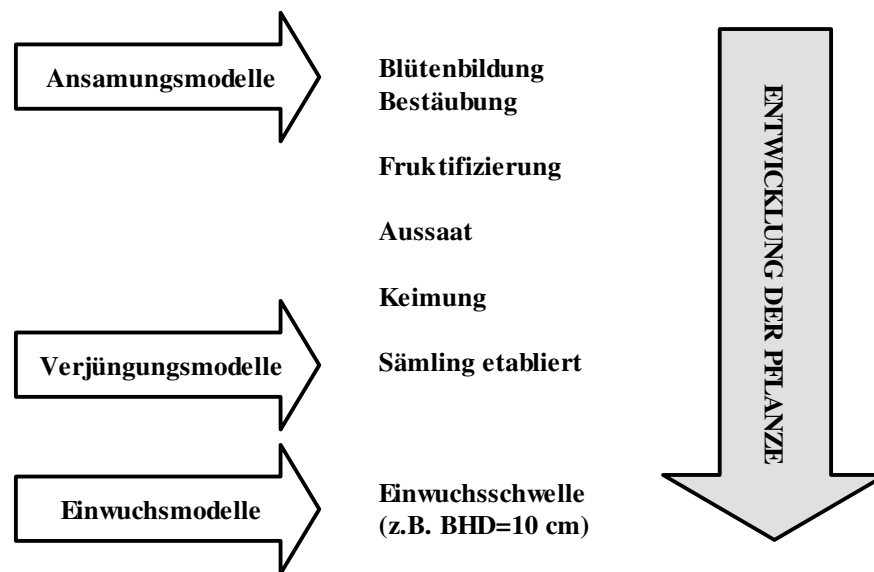 Ansamungsmodelle
Blütenbildung
Bestäubung
Fruktifizierung
Aussaat
Keimung
Verjüngungsmodelle
Sämling etabliert
Einwuchsmodelle
Einwuchsschwelle
(z.B. BHD=10 cm)
ENTWICKLUNG DER PFLANZE